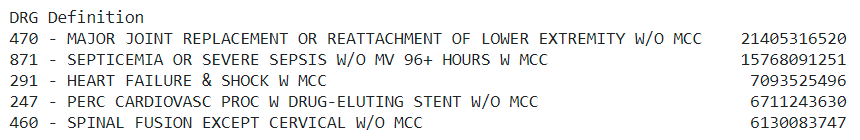 DRG Definition
470 - MAJOR JOINT REPLACEMENT OR REATTACHMENT OF LOWER EXTREMITY W/O MCC 21405316520
871 - SEPTICEMIA OR SEVERE SEPSIS W/O MV 96+ HOURS W MCC 15768091251
291 - HEART FAILURE & SHOCK W MCC 7093525496
247 - PERC CARDIOVASC PROC W DRUG-ELUTING STENT W/O MCC 6711243630
460 - SPINAL FUSION EXCEPT CERVICAL W/O MCC 6130083747